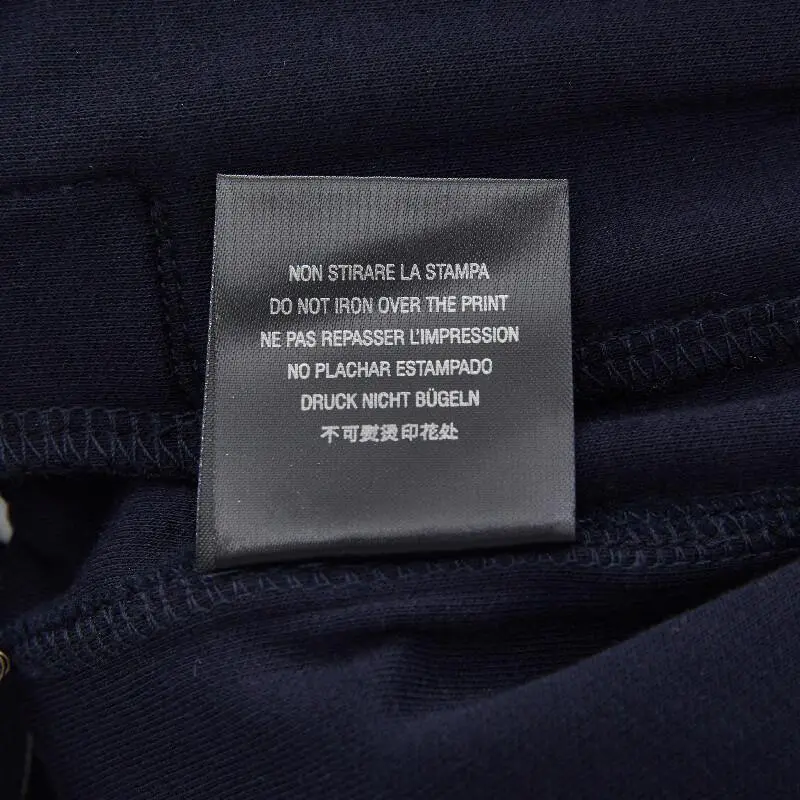 NON STIRARE LA STAMPA
DO NOT IRON OVER THE PRINT
NE PAS REPASSER L'IMPRESSION
NO PLACHAR ESTAMPADO
DRUCK NICHT BÜGELN
不可熨烫印花处